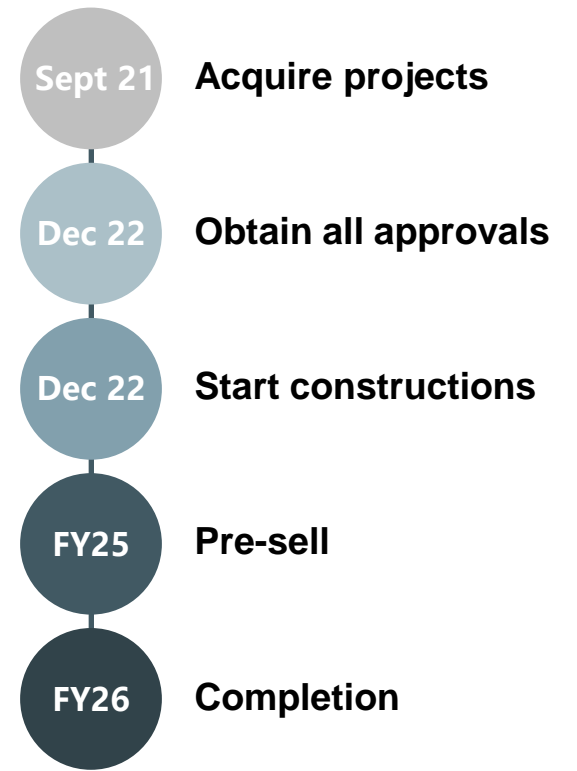 Sept 21 Acquire projects
Dec 22 Obtain all approvals
Dec 22 Start constructions
FY25 Pre-sell
FY26 Completion